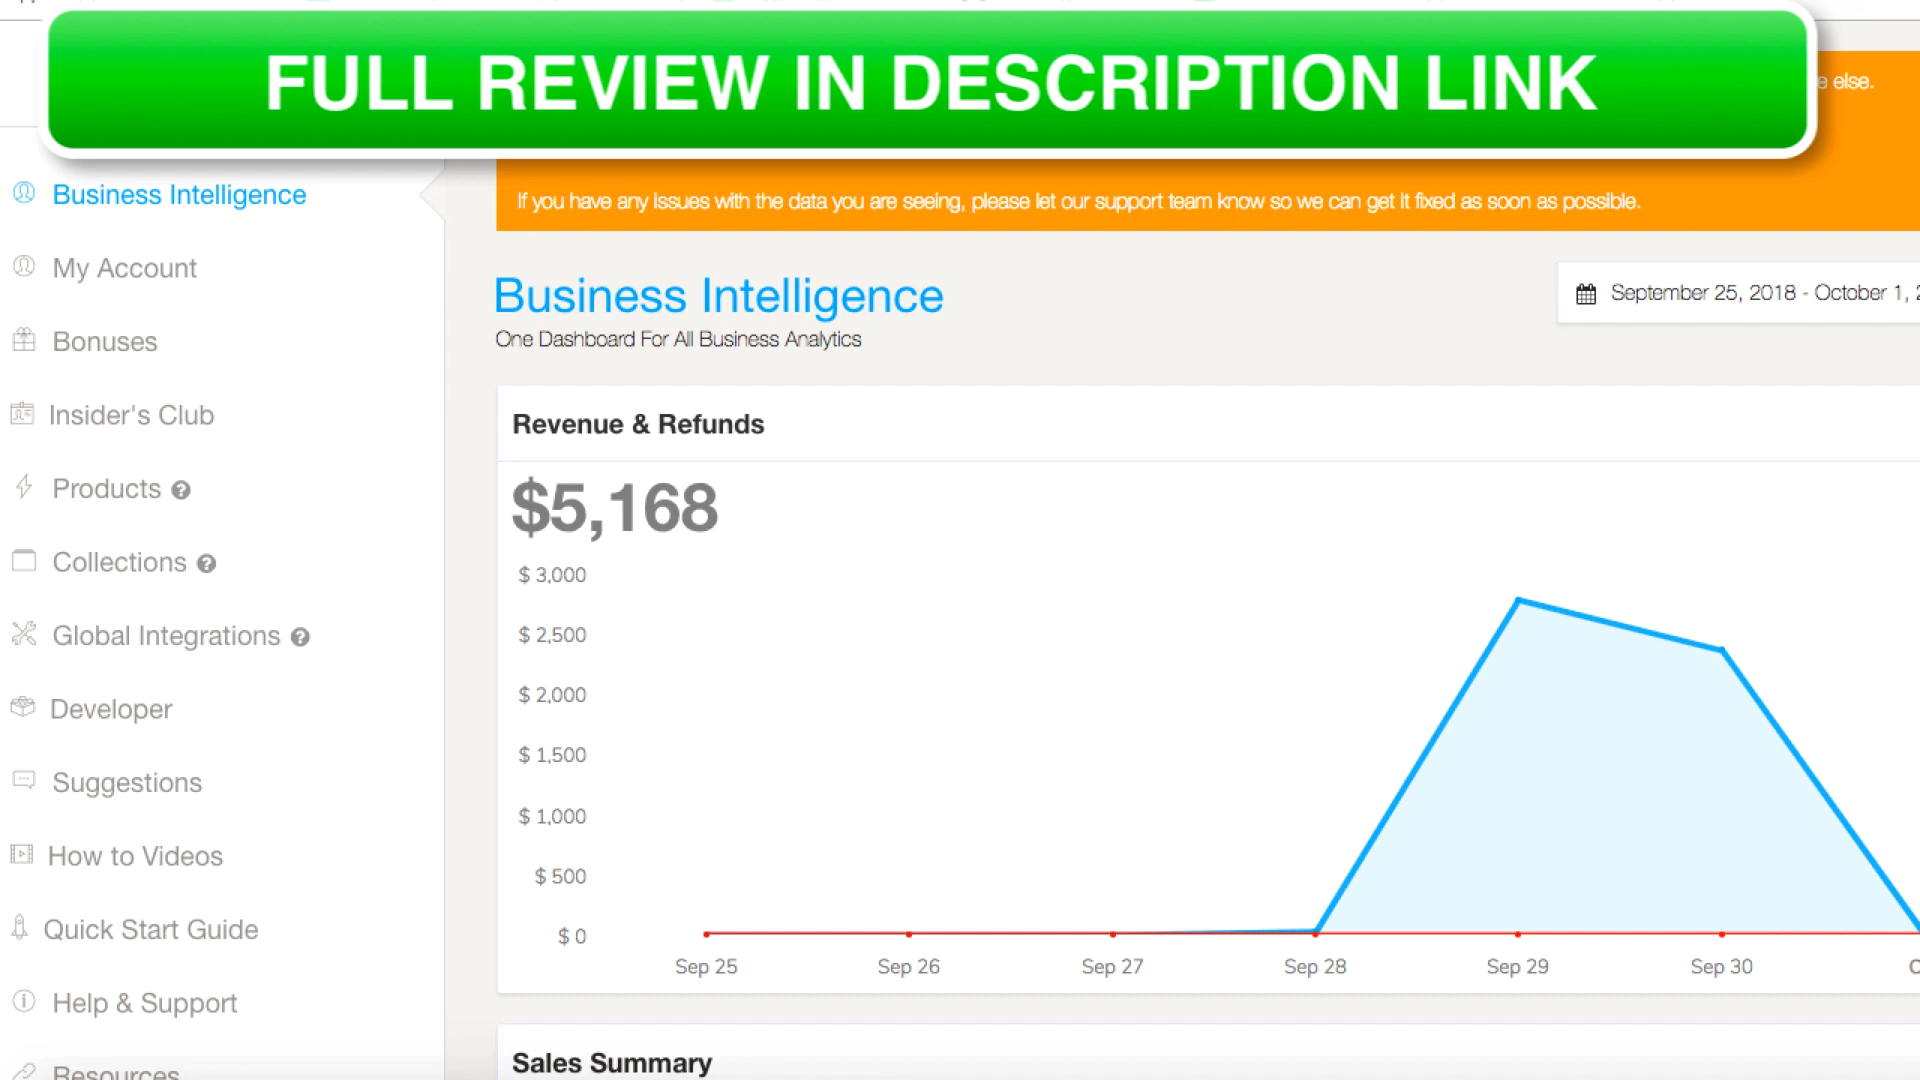 FULL REVIEW IN DESCRIPTION LINK
else.
If you have any issues with the data you are seeing, please let our support team know so we can get it fixed as soon as possible.
Business Intelligence
My Account
Bonuses
Insider's Club
Products
Collections
Global Integrations
Developer
Suggestions
How to Videos
Quick Start Guide
Help & Support
Resources
Business Intelligence
One Dashboard For All Business Analytics
September 25, 2018 - October 1,
Revenue & Refunds
$5,168
$ 3,000
$ 2,500
$ 2,000
$ 1,500
$ 1,000
$ 500
$ 0
Sep 25 Sep 26 Sep 27 Sep 28 Sep 29 Sep 30
Sales Summary